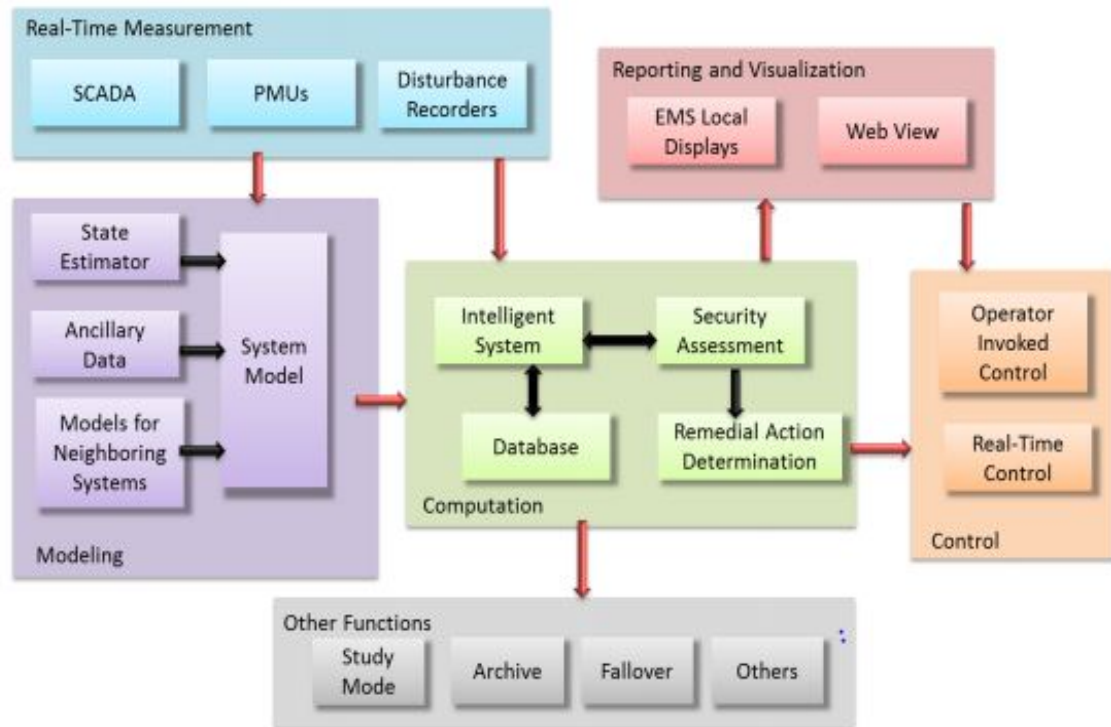 Real-Time Measurement
SCADA
PMUs
Disturbance
Recorders
Reporting and Visualization
EMS Local
Displays
Web View
State
Estimator
Ancillary
Data
Models for
Neighboring
Systems
System
Model
Modeling
Intelligent
System
Security
Assessment
Database
Remedial Action
Determination
Computation
Operator
Invoked
Control
Real-Time
Control
Control
Other Functions
Study
Mode
Archive
Fallover
Others